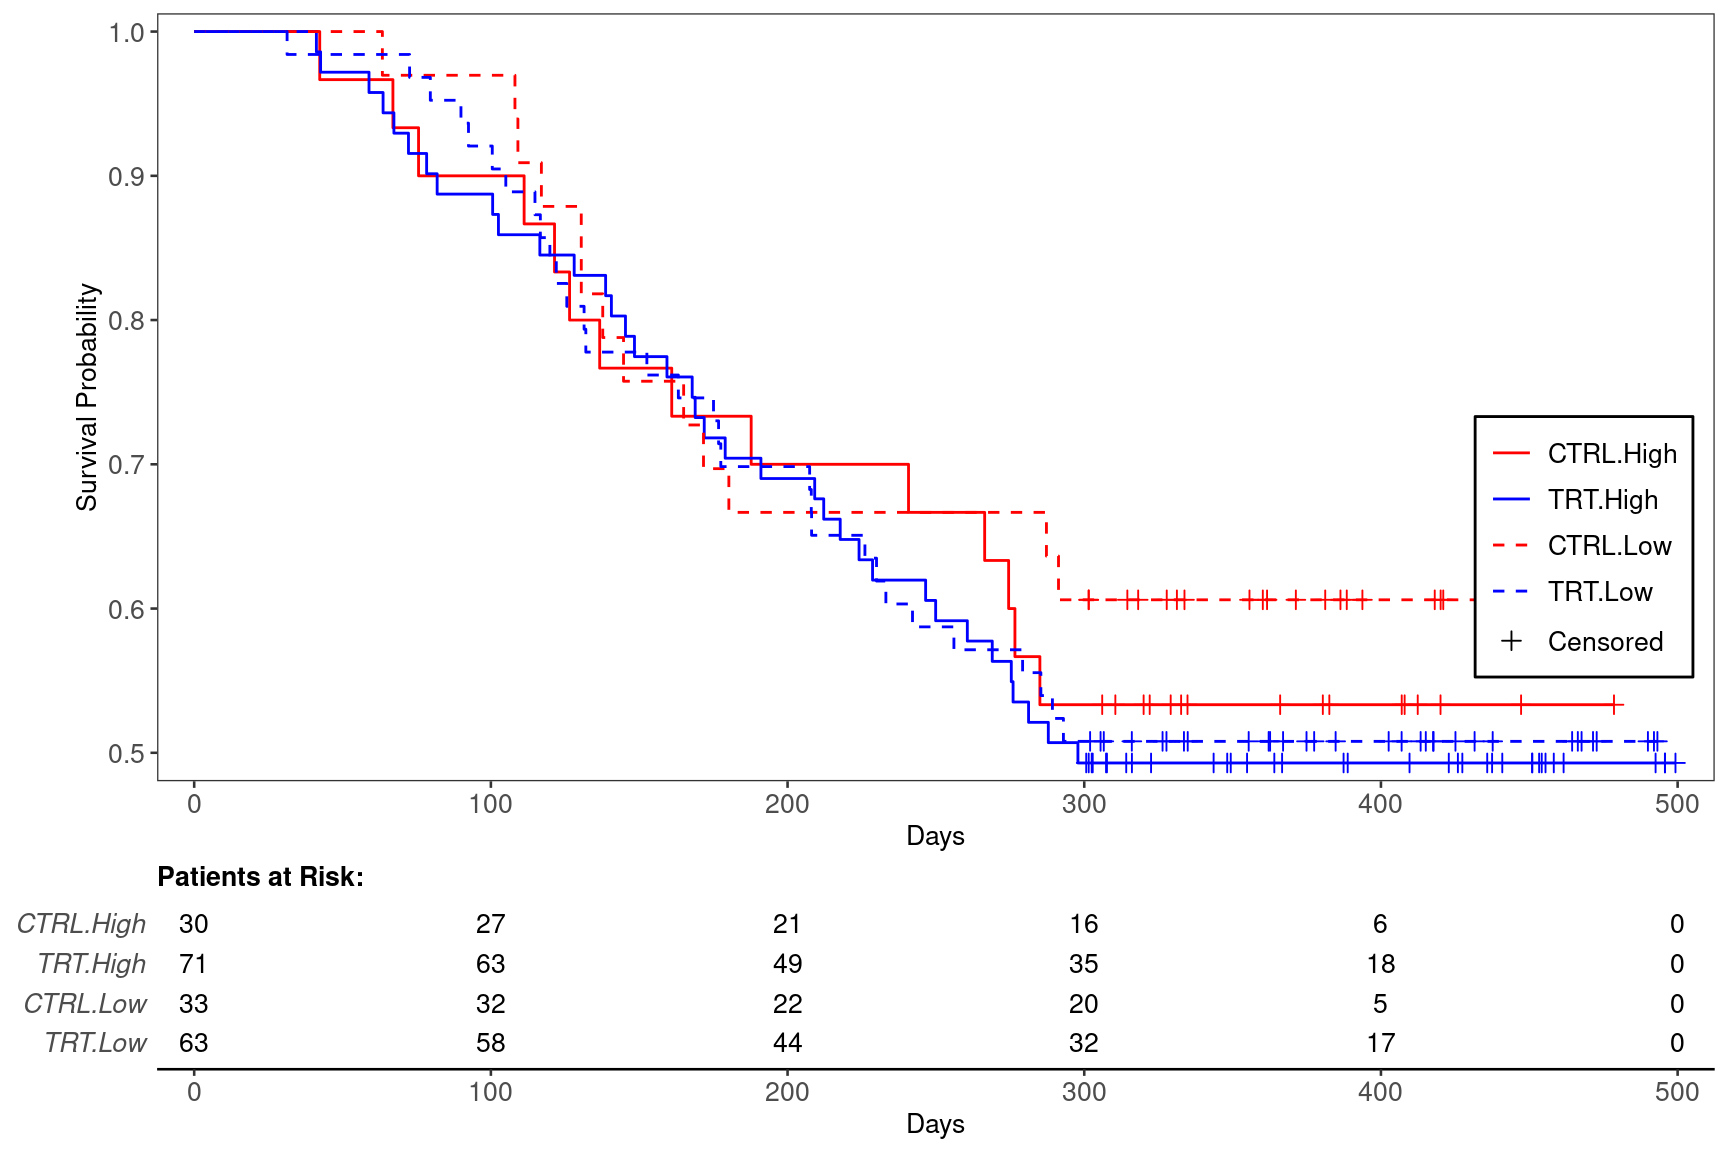 1.0
0.9
0.8
0.7
0.6
0.5
Survival Probability
0 100 200 300 400 500
Days
CTRL.High
TRT.High
CTRL.Low
TRT.Low
Censored
Patients at Risk:
CTRL.High 30 27 21 16 6 0
TRT.High 71 63 49 35 18 0
CTRL.Low 33 32 22 20 5 0
TRT.Low 63 58 44 32 17 0
0 100 200 300 400 500
Days